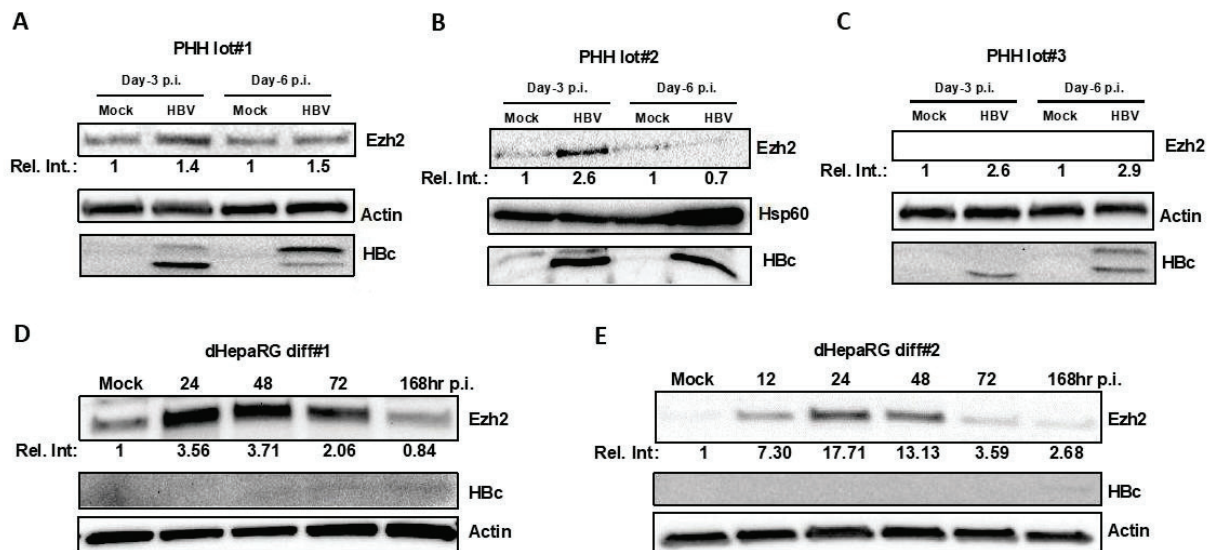 A
PHH lot#1
Day-3 p.i. Day-6 p.i.
Mock HBV Mock HBV
Ezh2
Rel. Int.: 1 1.4 1 1.5
Actin
HBc
B
PHH lot#2
Day-3 p.i. Day-6 p.i.
Mock HBV Mock HBV
Ezh2
Rel. Int.: 1 2.6 1 0.7
Hsp60
HBc
C
PHH lot#3
Day-3 p.i. Day-6 p.i.
Mock HBV Mock HBV
Ezh2
1 2.6 1 2.9
Actin
HBc
D
dHepaRG diff#1
Mock 24 48 72 168hr p.i.
Ezh2
Rel. Int: 1 3.56 3.71 2.06 0.84
HBc
Actin
E
dHepaRG diff#2
Mock 12 24 48 72 168hr p.i.
Ezh2
Rel. Int: 1 7.30 17.71 13.13 3.59 2.68
HBc
Actin